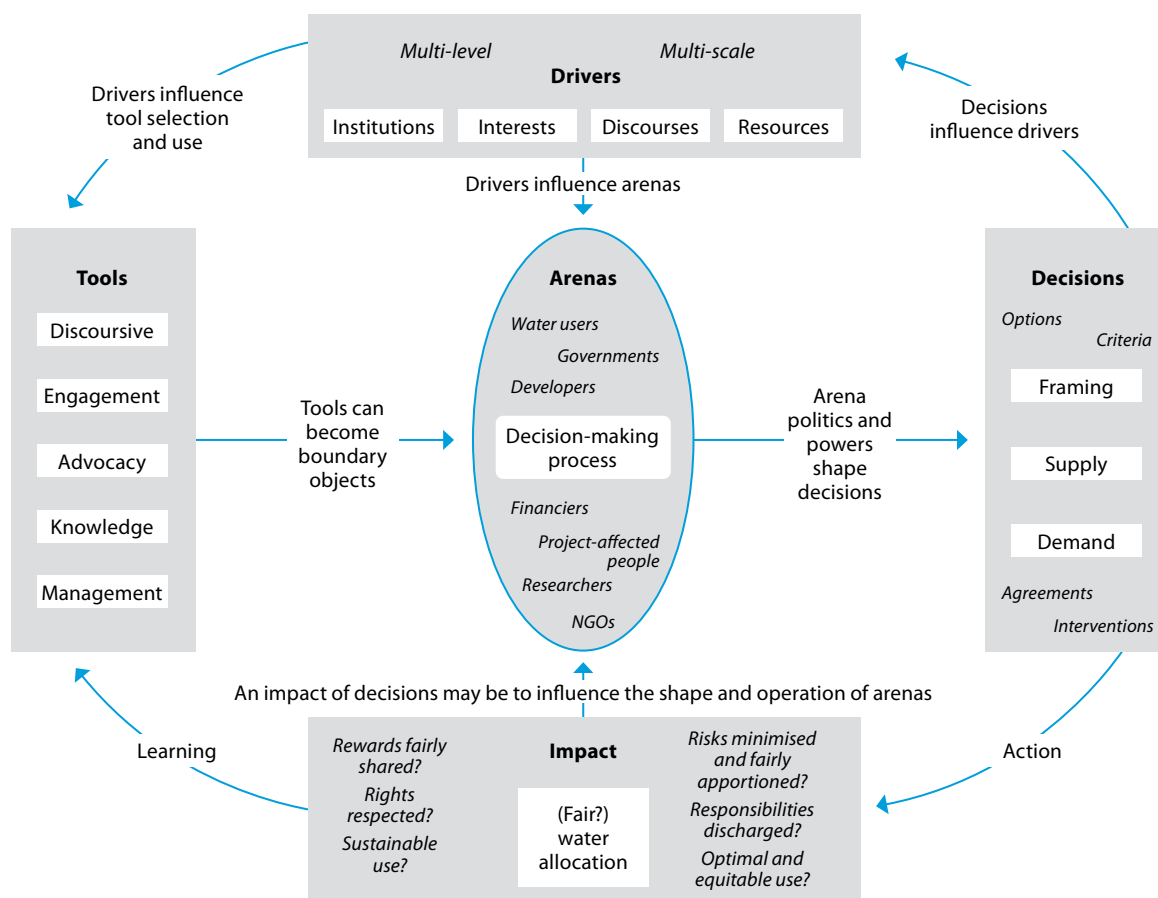 Multi-level
Multi-scale
Drivers
Institutions
Interests
Discourses
Resources
Drivers influence
tool selection
and use
Decisions
influence drivers
Drivers influence arenas
Tools
Discoursive
Engagement
Advocacy
Knowledge
Management
Tools can
become
boundary
objects
Arenas
Water users
Governments
Developers
Decision-making
process
Financiers
Project-affected
people
Researchers
NGOs
Arena
politics and
powers
shape
decisions
Decisions
Options
Criteria
Framing
Supply
Demand
Agreements
Interventions
An impact of decisions may be to influence the shape and operation of arenas
Learning
Action
Rewards fairly
shared?
Rights
respected?
Sustainable
use?
Impact
(Fair?)
water
allocation
Risks minimised
and fairly
apportioned?
Responsibilities
discharged?
Optimal and
equitable use?